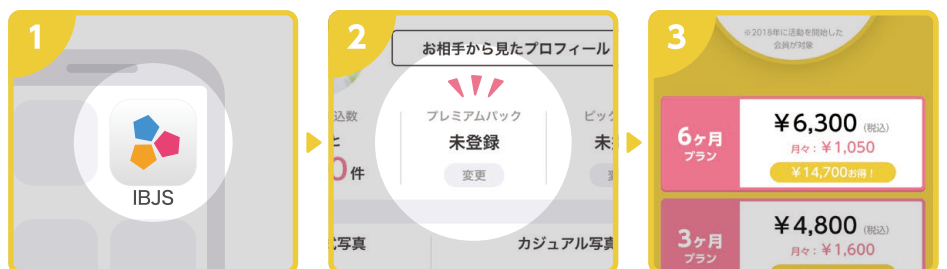 1
IBJS
2
お相手から見たプロフィール
込数
プレミアムパック
ピッ
未登録
未
0件
変更
写真
カジュアル写真
3
※2018年に活動を開始した
会員が対象
6ヶ月
プラン
¥6,300 (税込)
月々:¥1,050
¥14,700お得!
3ヶ月
プラン
¥4,800 (税込)
月々:¥1,600